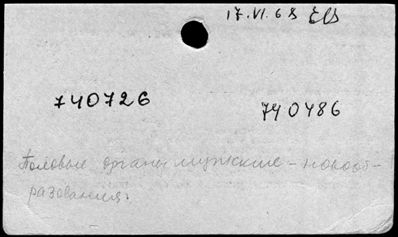 17.VI.68
740726
740486
Половые органы мужские – новооб-
разования.